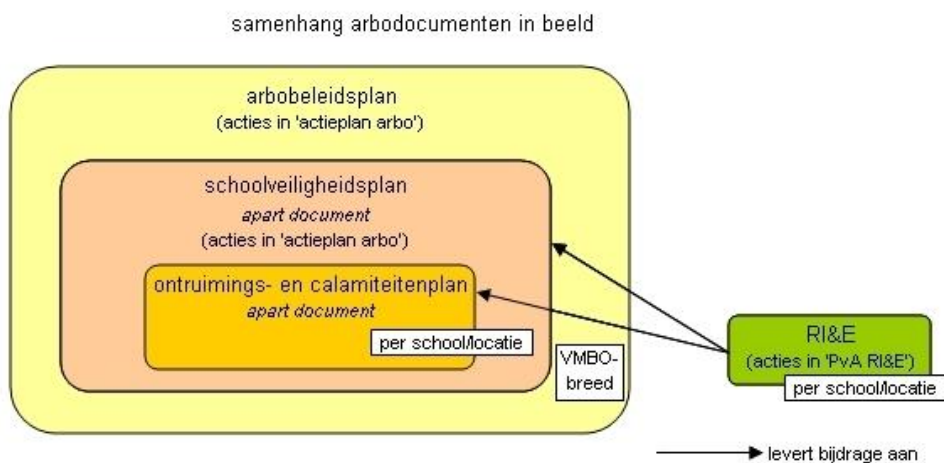 samenhang arbodocumenten in beeld
arbobeleidsplan
(acties in 'actieplan arbo')
schoolveiligheidsplan
apart document
(acties in 'actieplan arbo')
ontruimings- en calamiteitenplan
apart document
per school/locatie
VMBO-
breed
RI&E
(acties in 'PvA RI&E')
per school/locatie
levert bijdrage aan